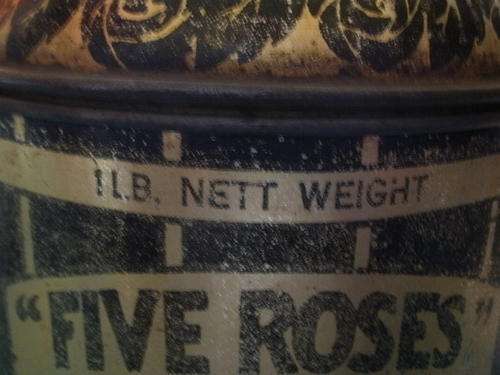 1LB. NETT WEIGHT
"FIVE ROSES"